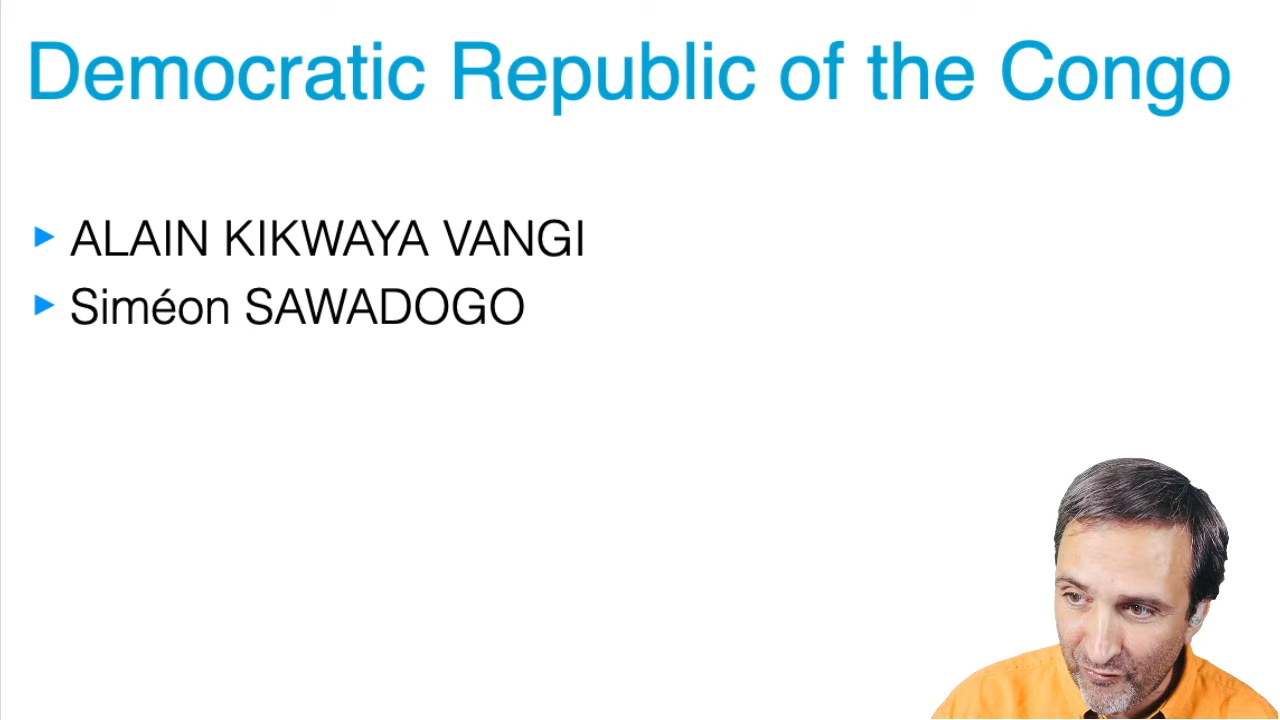 Democratic Republic of the Congo
ALAIN KIKWAYA VANGI
Siméon SAWADOGO